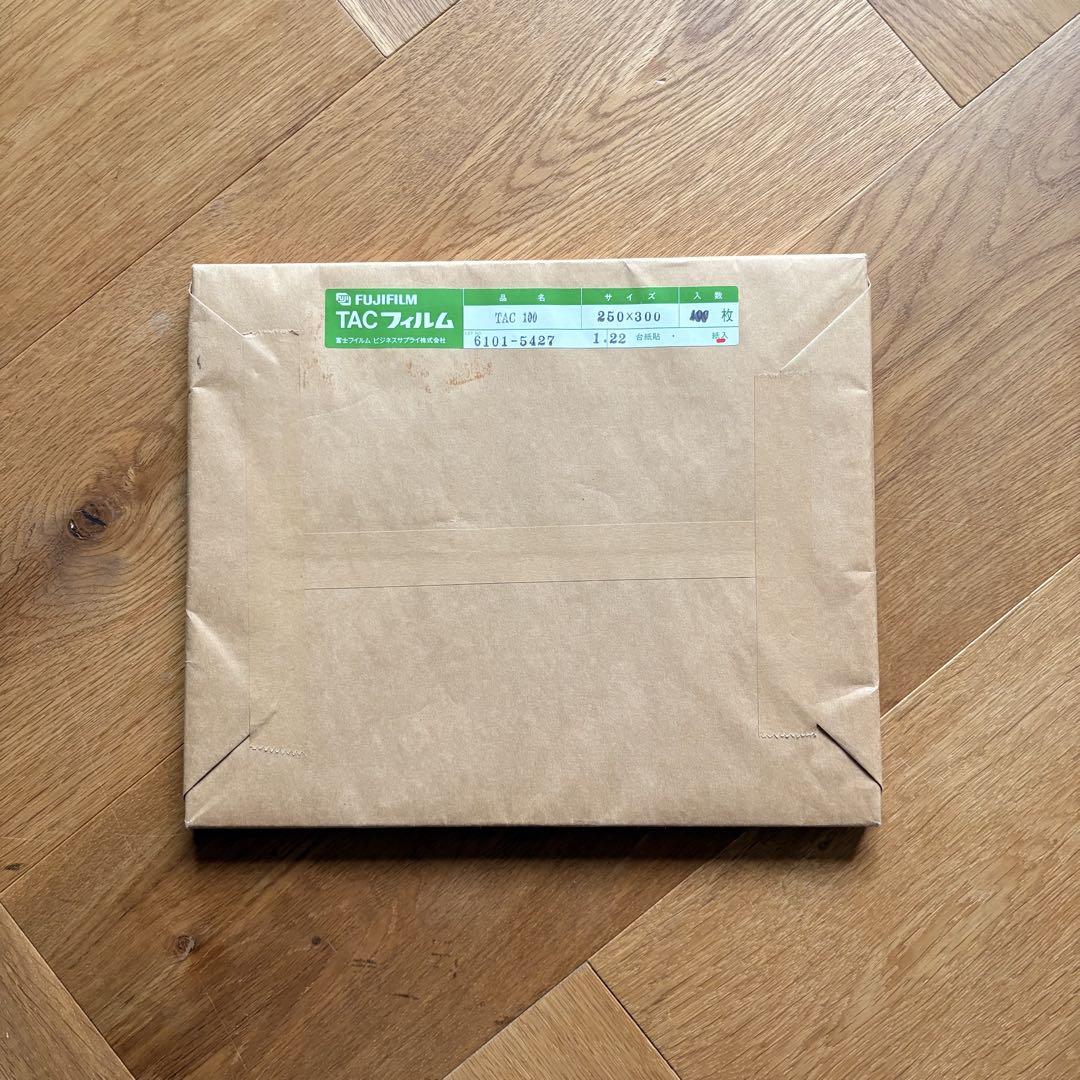 FUJI FUJIFILM
TACフィルム
富士フイルム ビジネスサプライ株式会社
品名 サイズ 入数
TAC 100 250×300 枚
6101-5427 1.22 台紙貼 ・ 紙入